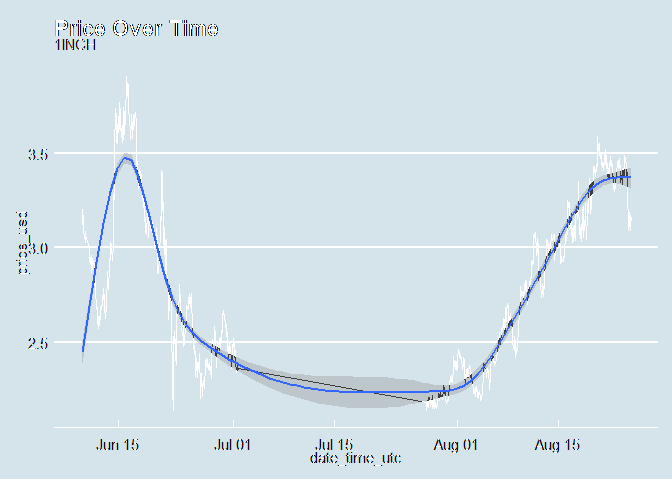 Price Over Time
1INCH
3.5
3.0
2.5
price_usd
Jun 15
Jul 01
Jul 15
Aug 01
Aug 15
date_time_utc